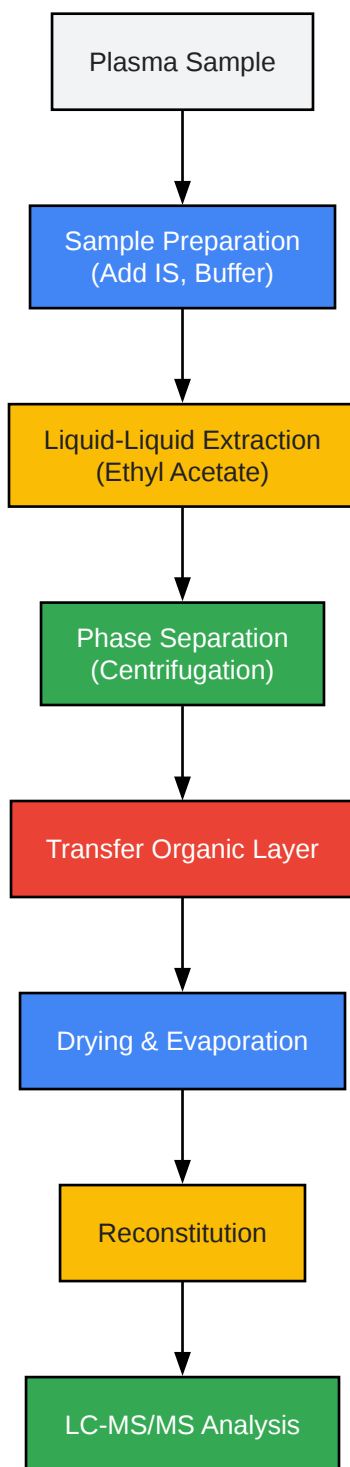 Plasma Sample
Sample Preparation
(Add IS, Buffer)
Liquid-Liquid Extraction
(Ethyl Acetate)
Phase Separation
(Centrifugation)
Transfer Organic Layer
Drying & Evaporation
Reconstitution
LC-MS/MS Analysis